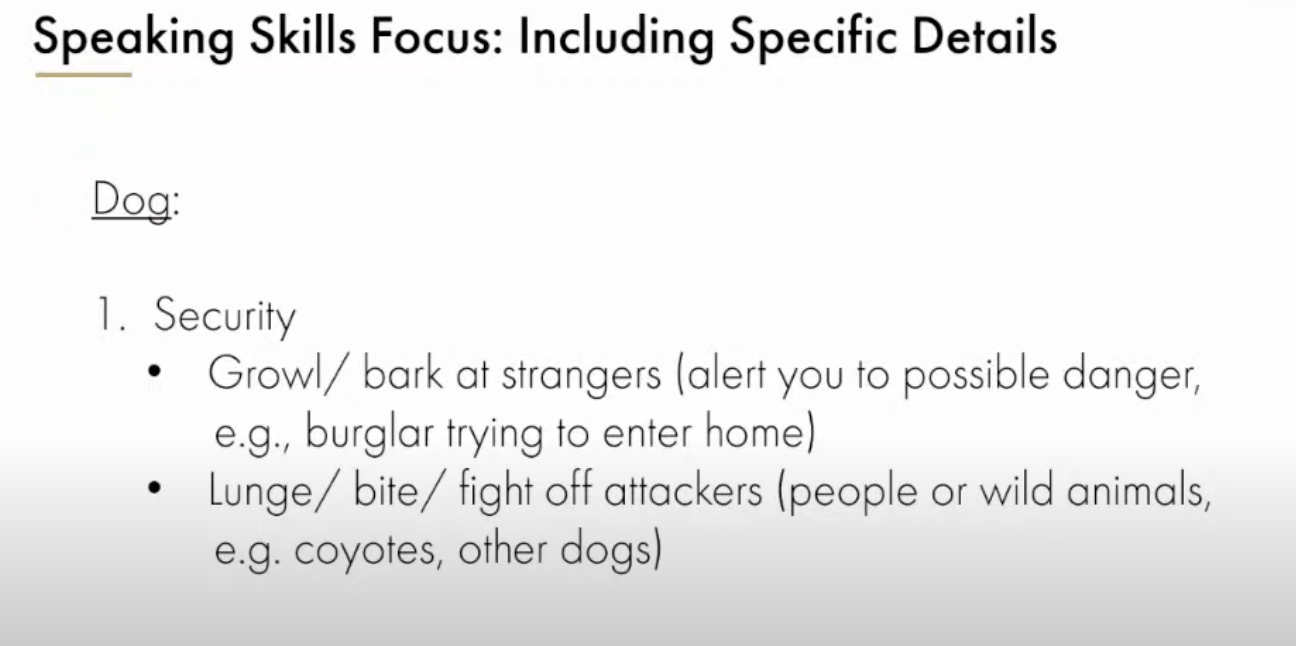 Speaking Skills Focus: Including Specific Details
Dog:
1. Security
• Growl/ bark at strangers (alert you to possible danger,
e.g., burglar trying to enter home)
• Lunge/ bite/ fight off attackers (people or wild animals,
e.g. coyotes, other dogs)